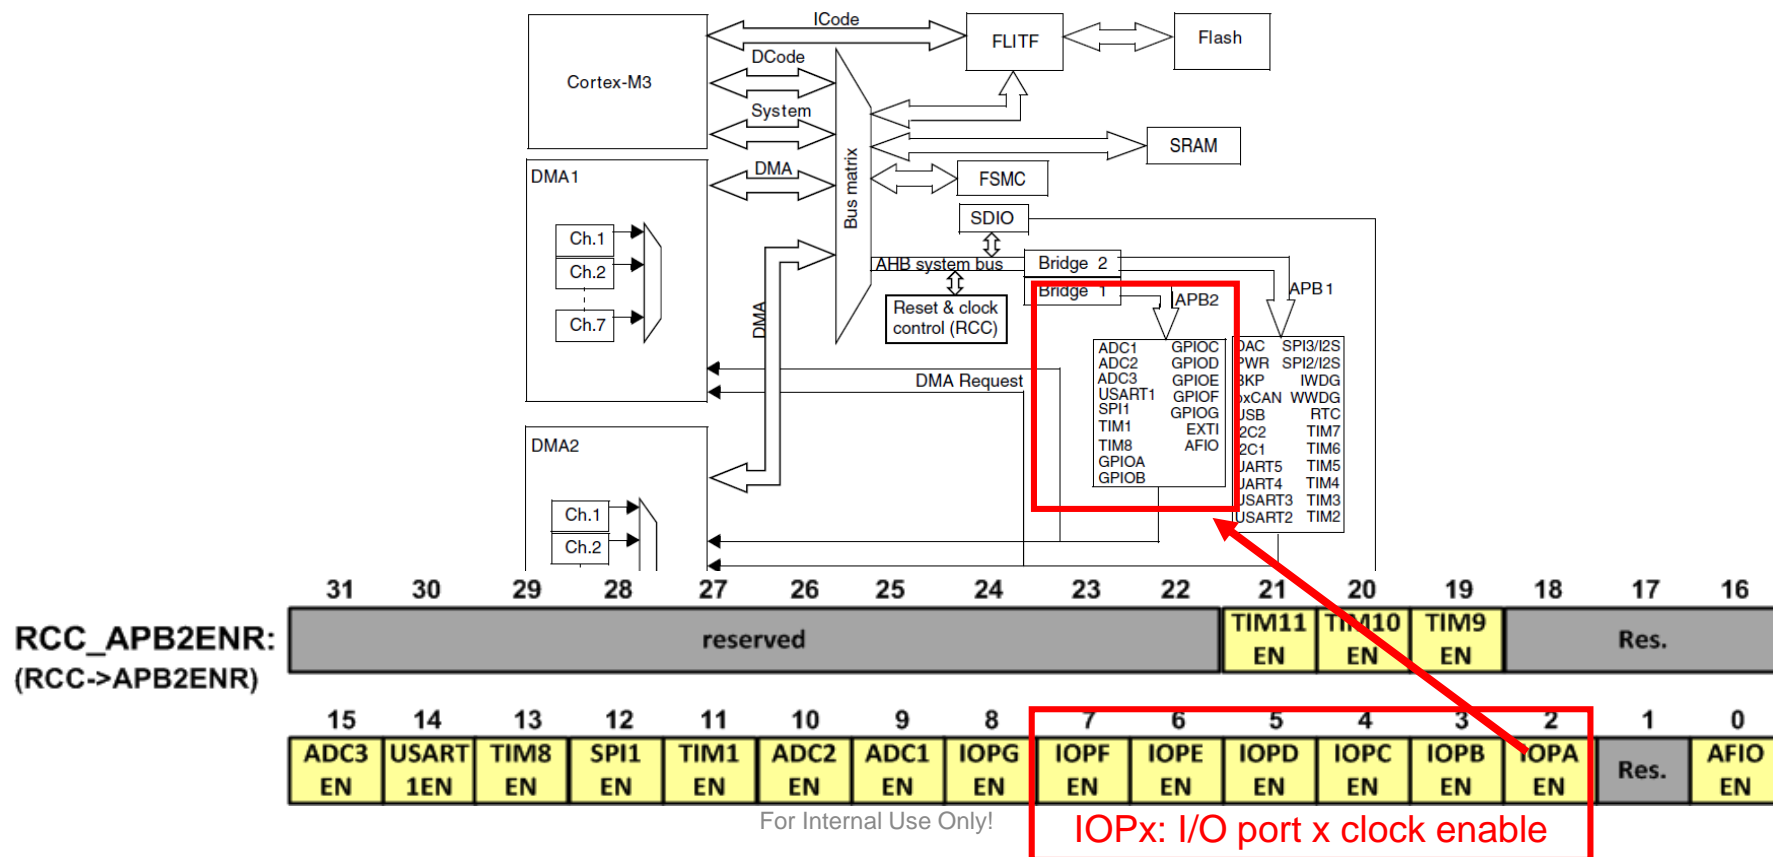 ICode
FLITF
Flash
DCode
Cortex-M3
System
SRAM
DMA
DMA1
FSMC
Bus matrix
SDIO
Ch.1
Ch.2
Ch.7
AHB system bus
Bridge 2
Bridge 1
APB2
APB1
Reset & clock
control (RCC)
DMA
ADC1 GPIOC
ADC2 GPIOD
ADC3 GPIOE
USART1 GPIOF
SPI1 GPIOG
TIM1 EXTI
TIM8 AFIO
GPIOA
GPIOB
DAC SPI3/I2S
PWR SPI2/I2S
BKP IWDG
bxCAN WWDG
USB RTC
I2C2 TIM7
I2C1 TIM6
UART5 TIM5
UART4 TIM4
USART3 TIM3
USART2 TIM2
DMA Request
DMA2
Ch.1
Ch.2
31 30 29 28 27 26 25 24 23 22 21 20 19 18 17 16
RCC_APB2ENR:
(RCC->APB2ENR)
reserved
TIM11 EN
TIM10 EN
TIM9 EN
Res.
15 14 13 12 11 10 9 8 7 6 5 4 3 2 1 0
ADC3 EN
USART 1EN
TIM8 EN
SPI1 EN
TIM1 EN
ADC2 EN
ADC1 EN
IOPG EN
IOPF EN
IOPE EN
IOPD EN
IOPC EN
IOPB EN
IOPA EN
Res.
AFIO EN
For Internal Use Only!
IOPx: I/O port x clock enable